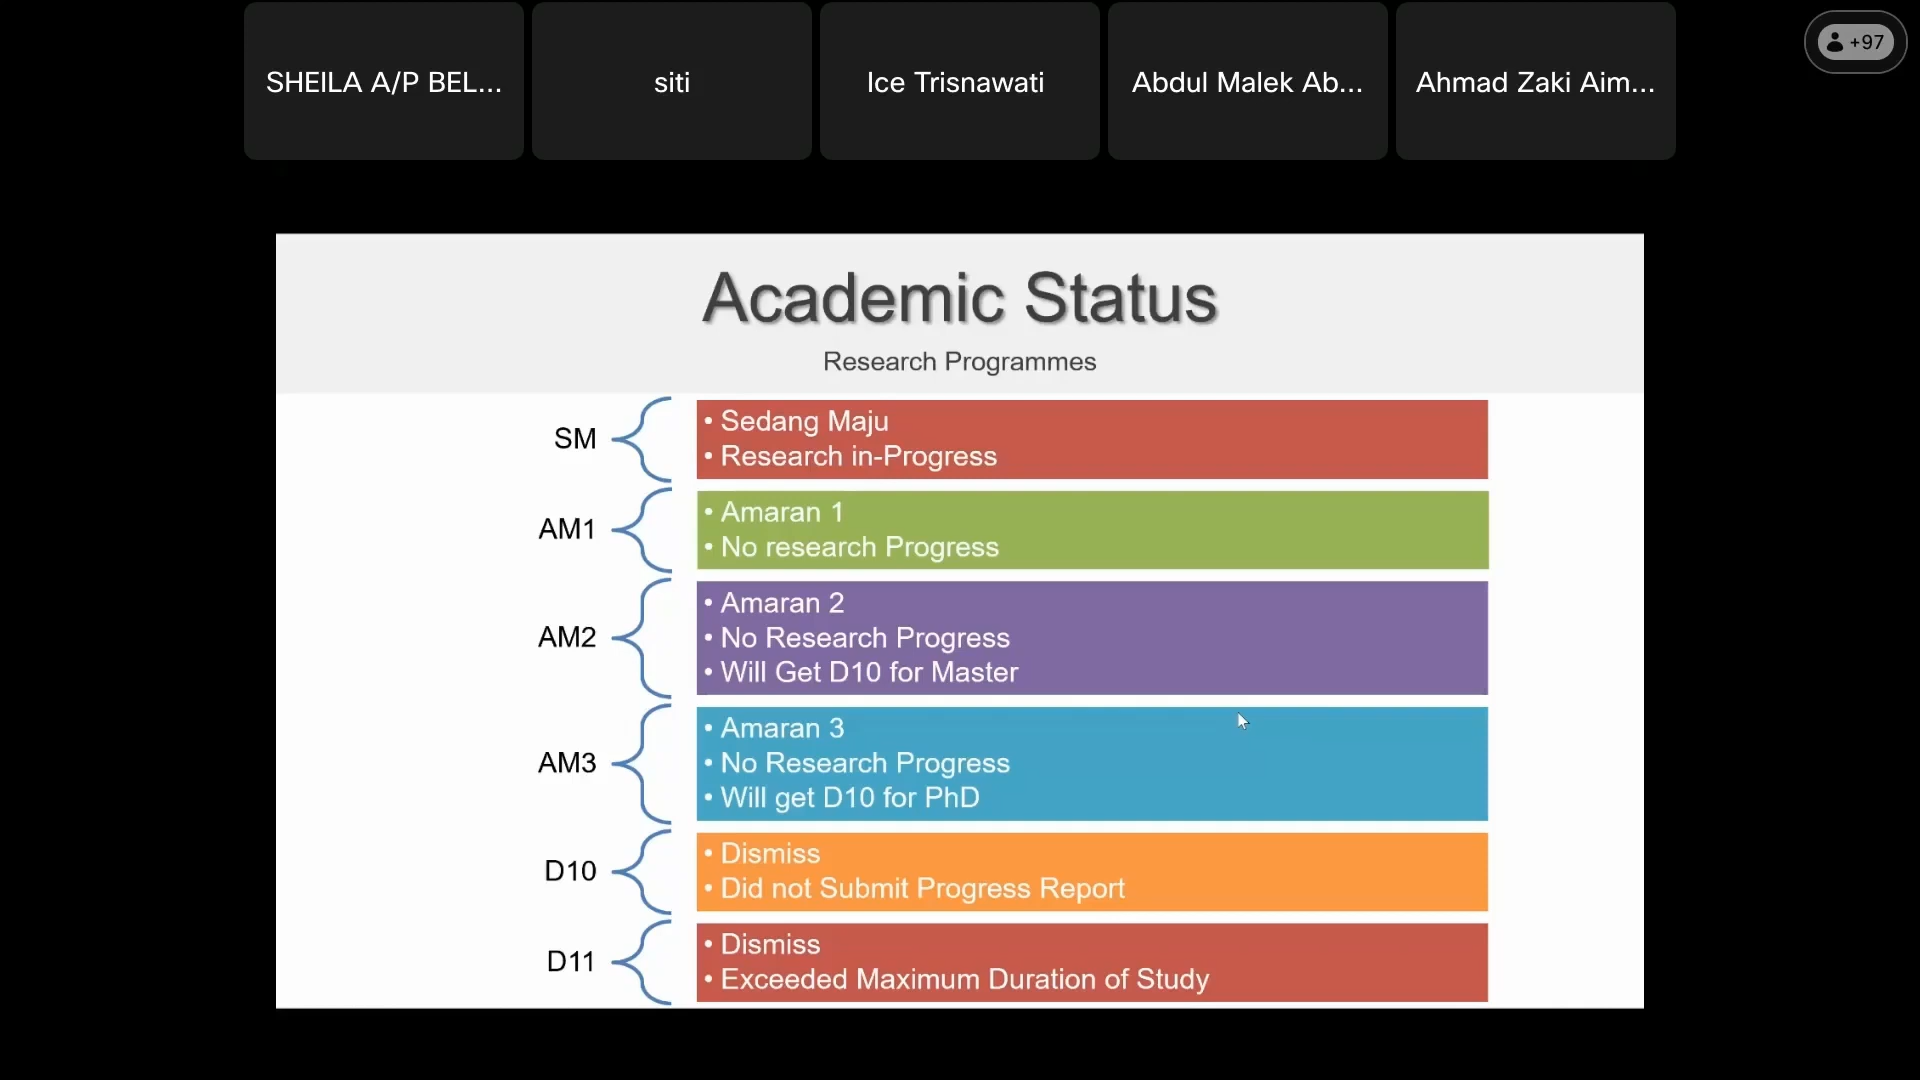 SHEILA A/P BEL...
siti
Ice Trisnawati
Abdul Malek Ab...
Ahmad Zaki Aim...
+97
Academic Status
Research Programmes
SM
• Sedang Maju
• Research in-Progress
AM1
• Amaran 1
• No research Progress
AM2
• Amaran 2
• No Research Progress
• Will Get D10 for Master
AM3
• Amaran 3
• No Research Progress
• Will get D10 for PhD
D10
• Dismiss
• Did not Submit Progress Report
D11
• Dismiss
• Exceeded Maximum Duration of Study